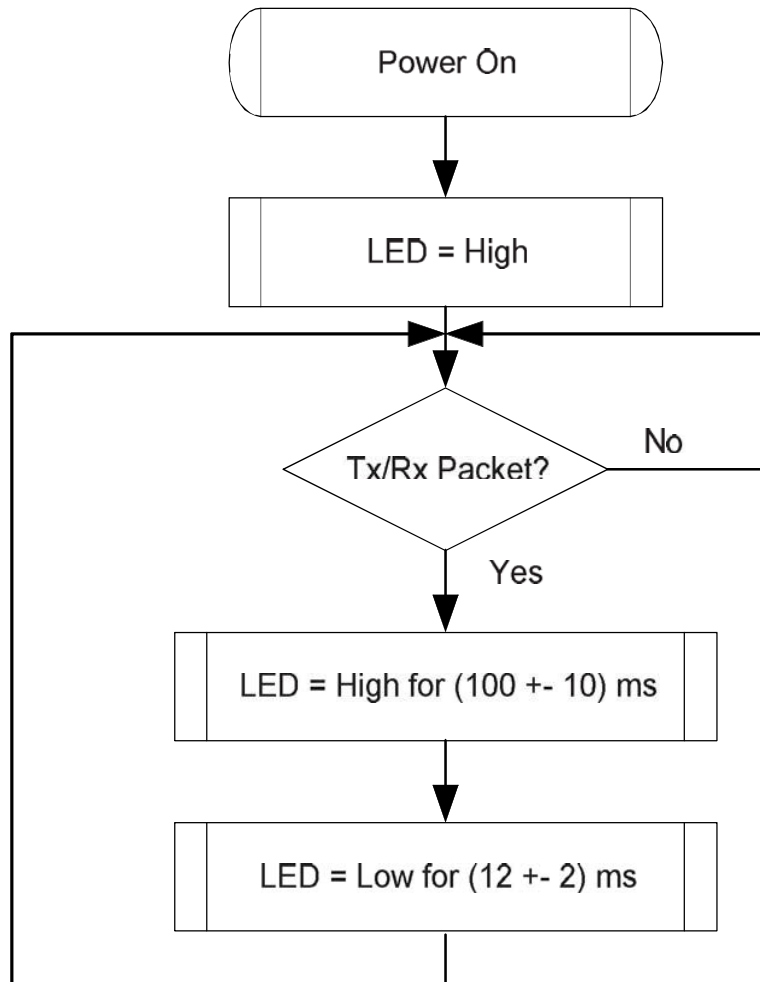 Power On
LED = High
Tx/Rx Packet?
No
Yes
LED = High for (100 +- 10) ms
LED = Low for (12 +- 2) ms